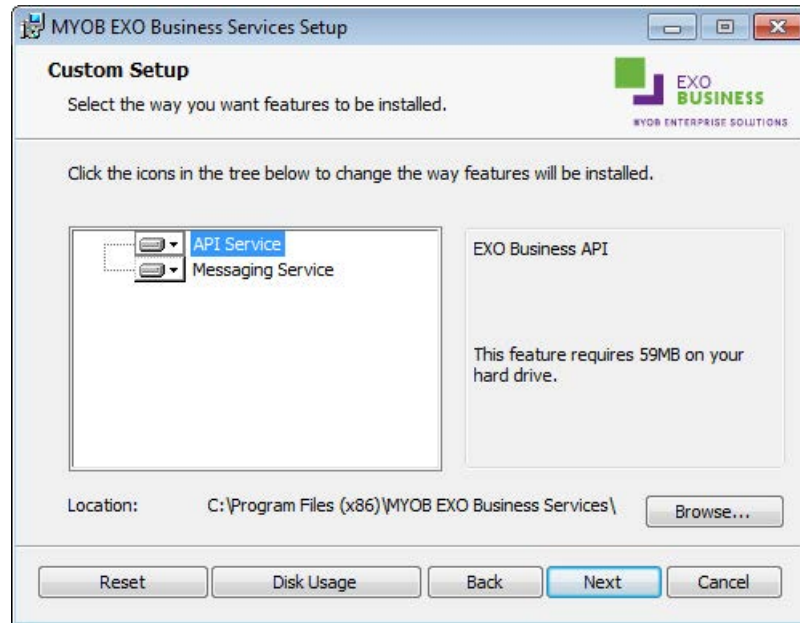 MYOB EXO Business Services Setup
Custom Setup
Select the way you want features to be installed.
EXO
BUSINESS
MYOB ENTERPRISE SOLUTIONS
Click the icons in the tree below to change the way features will be installed.
API Service
Messaging Service
EXO Business API
This feature requires 59MB on your
hard drive.
Location: C:\Program Files (x86)\MYOB EXO Business Services\ Browse...
Reset Disk Usage Back Next Cancel